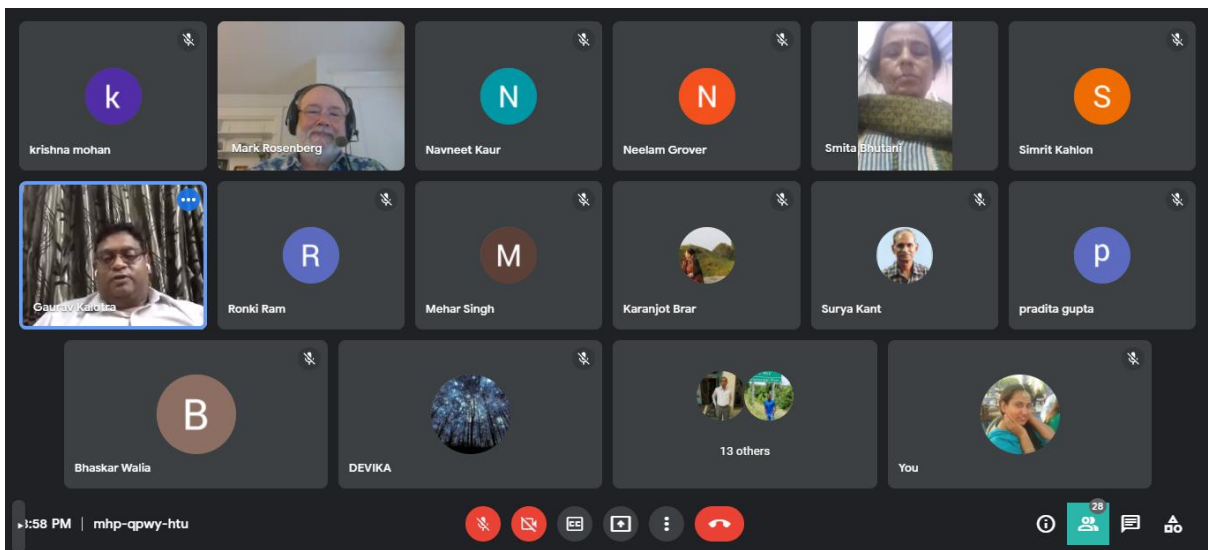 k
krishna mohan
Mark Rosenberg
N
Navneet Kaur
N
Neelam Grover
Smita Bhutani
S
Simrit Kahlon
Gaurav Kalotra
R
Ronki Ram
M
Mehar Singh
Karanjot Brar
Surya Kant
p
pradita gupta
B
Bhaskar Walia
DEVIKA
13 others
You
:58 PM | mhp-qpwy-htu
CC
28